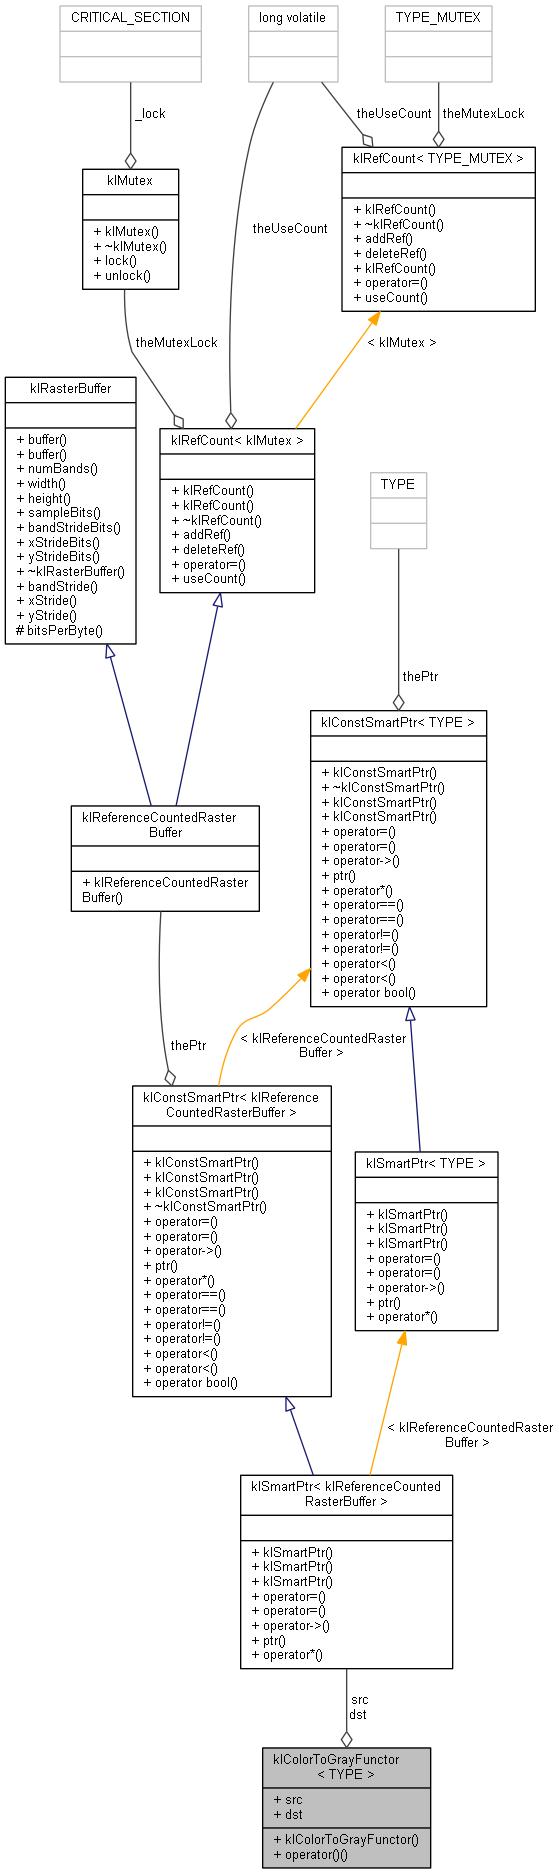 CRITICAL_SECTION
long volatile
TYPE_MUTEX
_lock
theUseCount
theMutexLock
klMutex
+ klMutex()
+ ~klMutex()
+ lock()
+ unlock()
klRefCount< TYPE_MUTEX >
+ klRefCount()
+ ~klRefCount()
+ addRef()
+ deleteRef()
+ klRefCount()
+ operator=()
+ useCount()
theUseCount
theMutexLock
< klMutex >
klRasterBuffer
+ buffer()
+ buffer()
+ numBands()
+ width()
+ height()
+ sampleBits()
+ bandStrideBits()
+ xStrideBits()
+ yStrideBits()
+ ~klRasterBuffer()
+ bandStride()
+ xStride()
+ yStride()
# bitsPerByte()
klRefCount< klMutex >
+ klRefCount()
+ klRefCount()
+ ~klRefCount()
+ addRef()
+ deleteRef()
+ operator=()
+ useCount()
TYPE
thePtr
klConstSmartPtr< TYPE >
+ klConstSmartPtr()
+ ~klConstSmartPtr()
+ klConstSmartPtr()
+ klConstSmartPtr()
+ operator=()
+ operator=()
+ operator->()
+ ptr()
+ operator*()
+ operator==()
+ operator==()
+ operator!=()
+ operator!=()
+ operator<()
+ operator<()
+ operator bool()
klReferenceCountedRaster
Buffer
+ klReferenceCountedRaster
Buffer()
thePtr
< klReferenceCountedRaster
Buffer >
klConstSmartPtr< klReference
CountedRasterBuffer >
+ klConstSmartPtr()
+ klConstSmartPtr()
+ klConstSmartPtr()
+ ~klConstSmartPtr()
+ operator=()
+ operator=()
+ operator->()
+ ptr()
+ operator*()
+ operator==()
+ operator==()
+ operator!=()
+ operator!=()
+ operator<()
+ operator<()
+ operator bool()
klSmartPtr< TYPE >
+ klSmartPtr()
+ klSmartPtr()
+ klSmartPtr()
+ operator=()
+ operator=()
+ operator->()
+ ptr()
+ operator*()
< klReferenceCountedRaster
Buffer >
klSmartPtr< klReferenceCounted
RasterBuffer >
+ klSmartPtr()
+ klSmartPtr()
+ klSmartPtr()
+ operator=()
+ operator=()
+ operator->()
+ ptr()
+ operator*()
src
dst
klColorToGrayFunctor
< TYPE >
+ src
+ dst
+ klColorToGrayFunctor()
+ operator()()